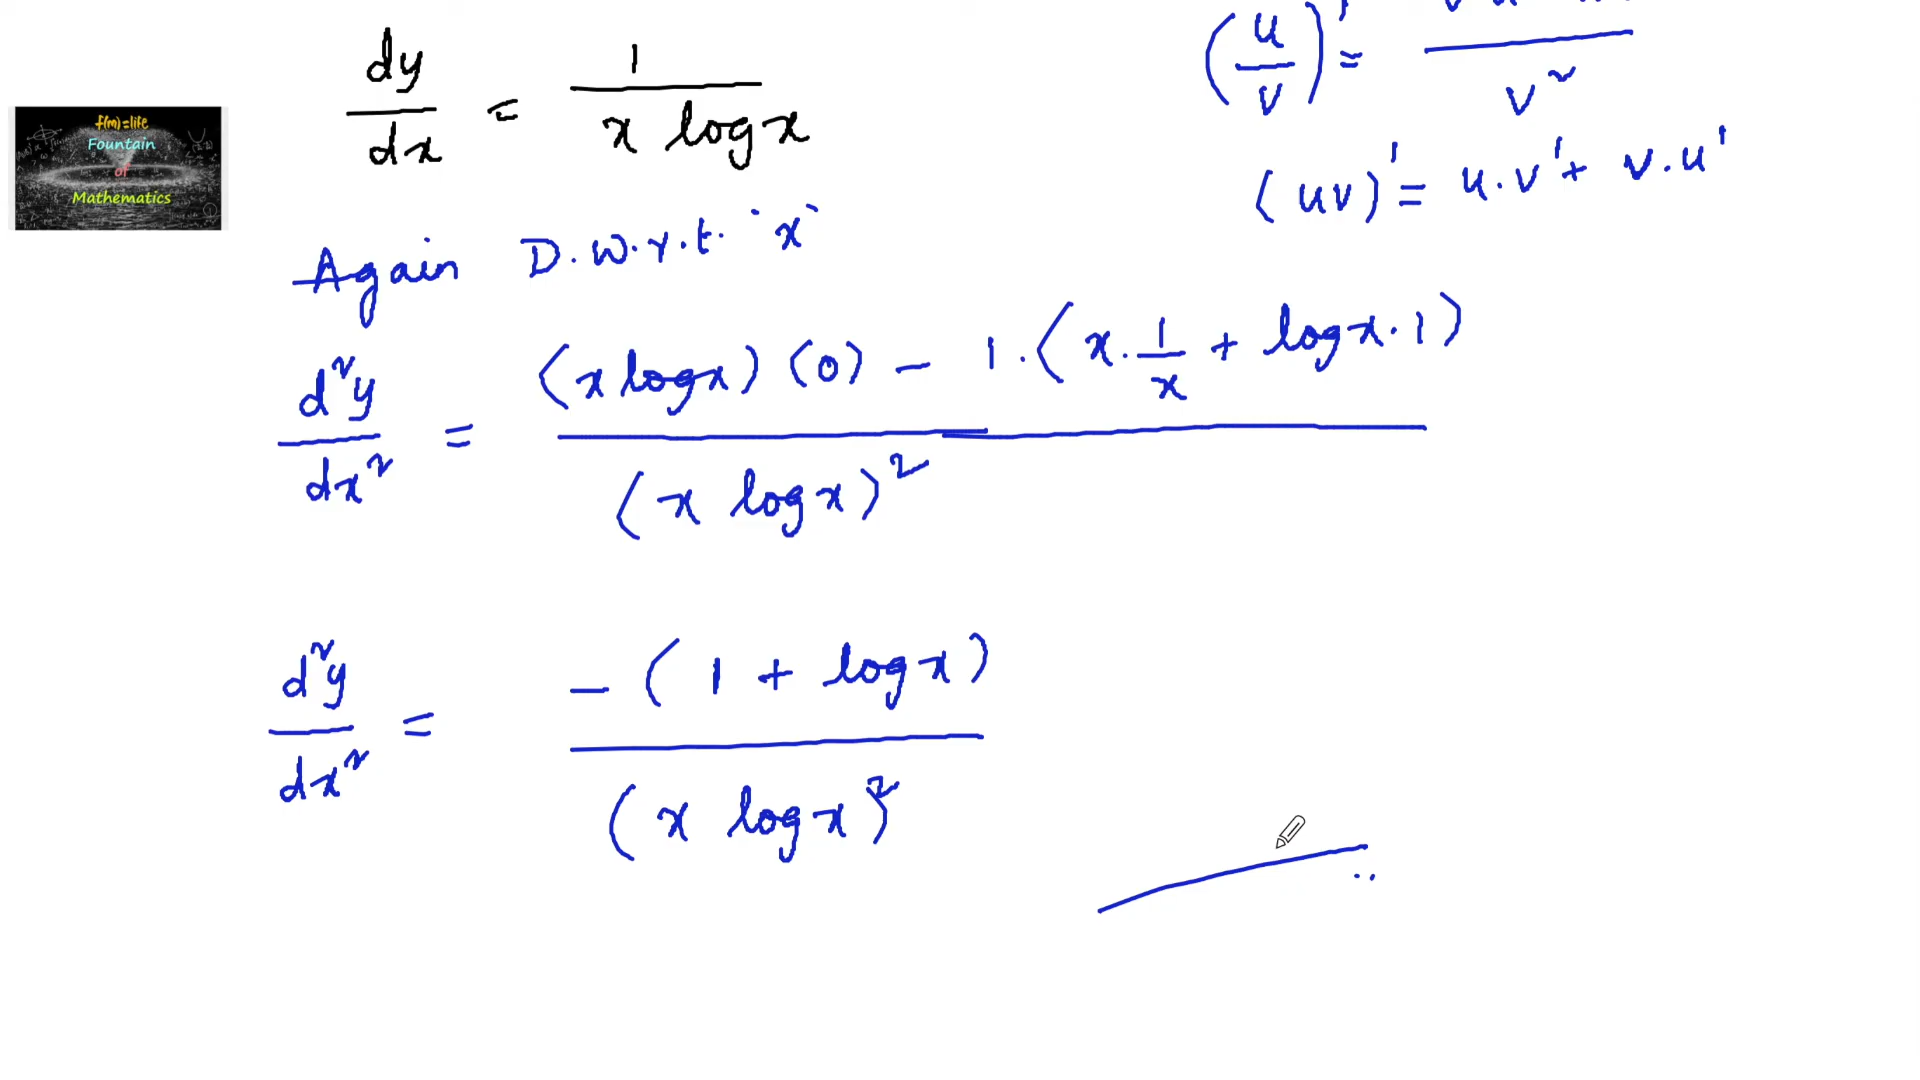 dy/dx = 1/(x log x)
(u/v)' = /v²
(uv)' = u.v' + v.u'
f(m)=life
Fountain
of
Mathematics
Again D.w.r.t. 'x'
d²y/dx² = ((x log x)(0) - 1.(x.1/x + log x.1))/(x log x)²
d²y/dx² = -(1 + log x)/(x log x)²